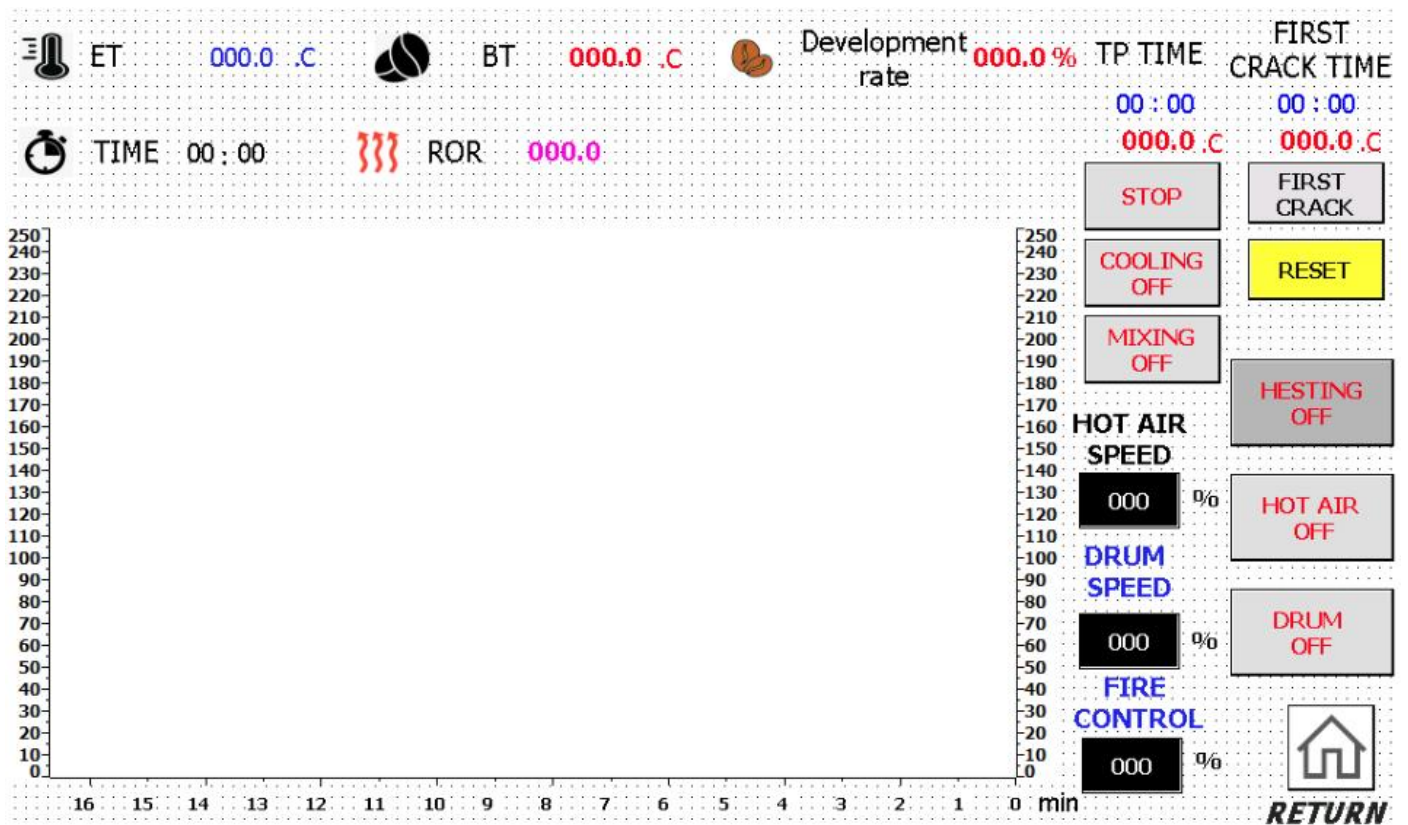 ET 000.0 .C BT 000.0 .C Development rate 000.0 % TP TIME FIRST CRACK TIME
00 : 00 00 : 00
000.0 .C 000.0 .C
TIME 00 : 00 ROR 000.0
STOP
FIRST
CRACK
COOLING
OFF
RESET
MIXING
OFF
HESTING
OFF
HOT AIR
SPEED
000 %
HOT AIR
OFF
DRUM
SPEED
000 %
DRUM
OFF
FIRE
CONTROL
000 %
RETURN
250 250
240 240
230 230
220 220
210 210
200 200
190 190
180 180
170 170
160 160
150 150
140 140
130 130
120 120
110 110
100 100
90 90
80 80
70 70
60 60
50 50
40 40
30 30
20 20
10 10
0 0
16 15 14 13 12 11 10 9 8 7 6 5 4 3 2 1 0 min